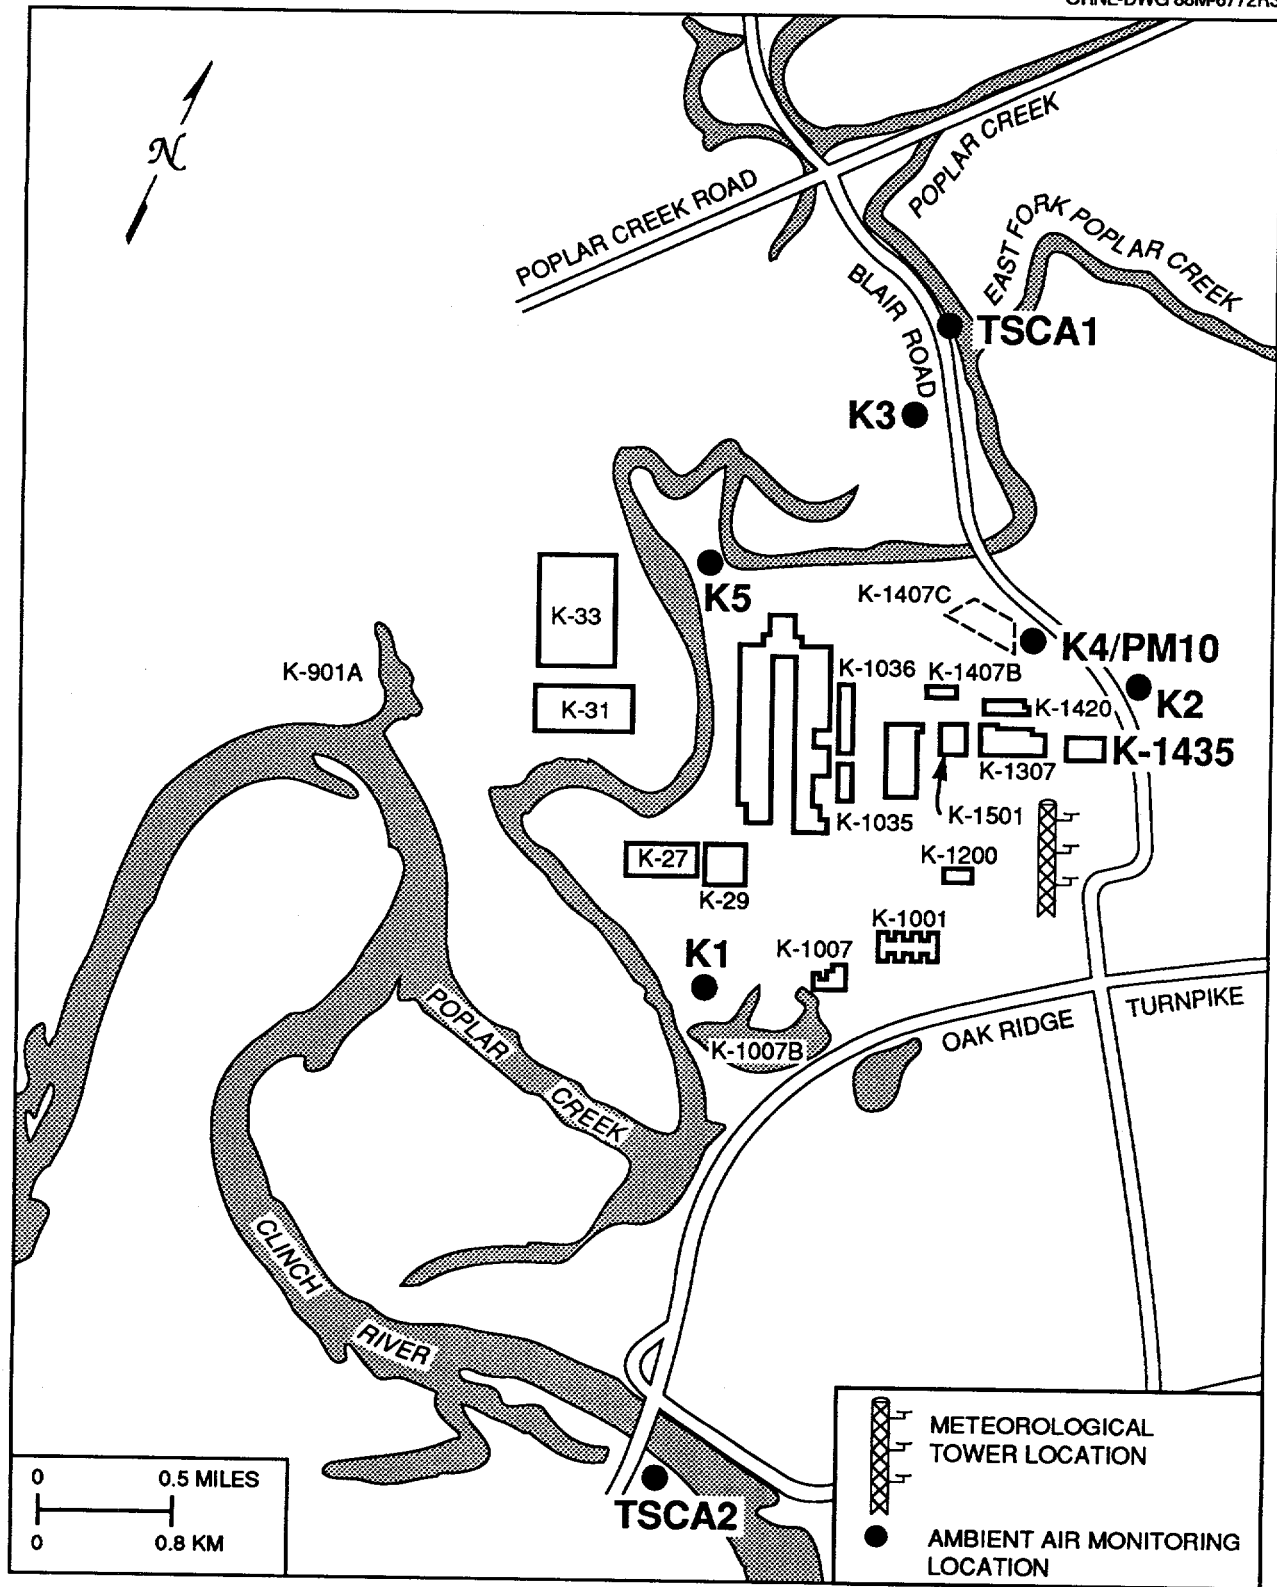 N
POPLAR CREEK ROAD
POPLAR CREEK
EAST FORK POPLAR CREEK
BLAIR ROAD
TSCA1
K3
K5
K-1407C
K-33
K4/PM10
K-901A
K-1036
K-1407B
K-31
K-1420
K2
K-1435
K-1307
K-1035
K-1501
K-27
K-1200
K-29
K-1001
K1
K-1007
POPLAR
CREEK
K-1007B
OAK RIDGE
TURNPIKE
CLINCH
RIVER
TSCA2
0 0.5 MILES
0 0.8 KM
METEOROLOGICAL
TOWER LOCATION
AMBIENT AIR MONITORING
LOCATION